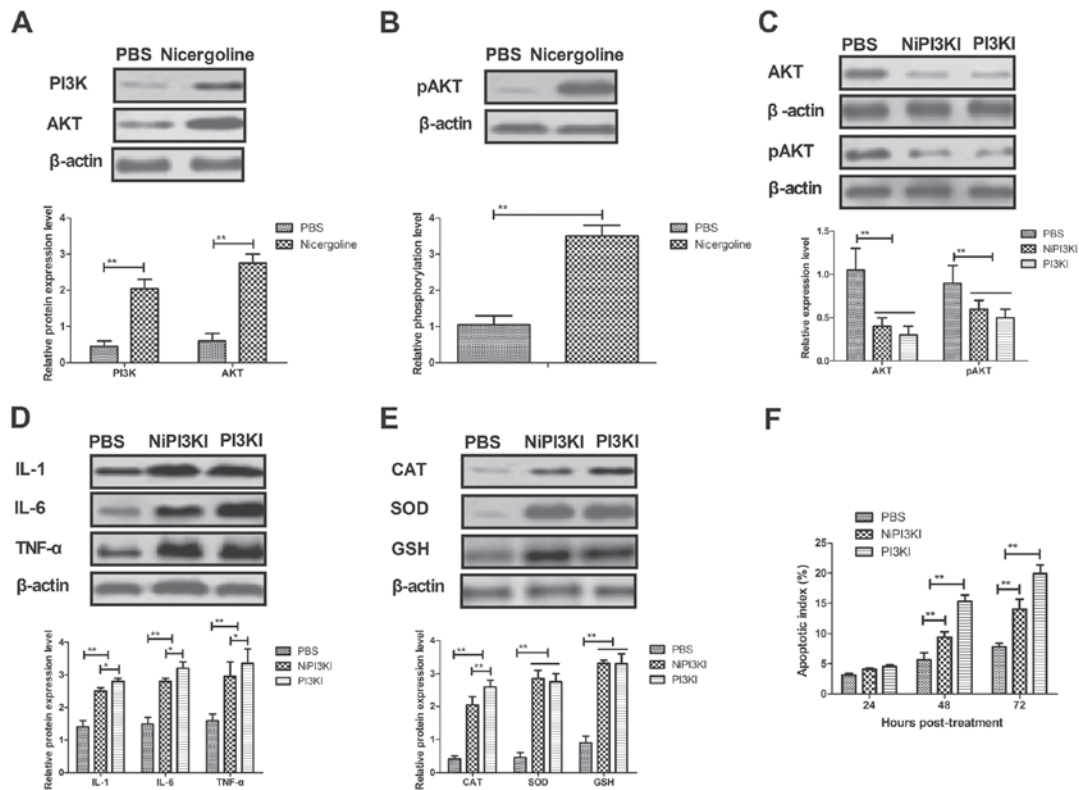 A
PBS Nicergoline
PI3K
AKT
β-actin
Relative protein expression level
4
3
2
1
0
**
**
PBS
Nicergoline
PI3K
AKT
B
PBS Nicergoline
pAKT
β-actin
Relative phosphorylation level
4
3
2
1
0
**
PBS
Nicergoline
C
PBS NiPI3KI PI3KI
AKT
β -actin
pAKT
β-actin
Relative expression level
1.5
1.0
0.5
0.0
**
**
PBS
NiPI3KI
PI3KI
AKT
pAKT
D
PBS NiPI3KI PI3KI
IL-1
IL-6
TNF-α
β-actin
Relative protein expression level
4
3
2
1
0
**
*
**
*
**
*
PBS
NiPI3KI
PI3KI
IL-1
IL-6
TNF-α
E
PBS NiPI3KI PI3KI
CAT
SOD
GSH
β-actin
Relative protein expression level
4
3
2
1
0
**
**
**
**
PBS
NiPI3KI
PI3KI
CAT
SOD
GSH
F
PBS
NiPI3KI
PI3KI
Apoptotic index (%)
25
20
15
10
5
0
**
**
**
**
24
48
72
Hours post-treatment